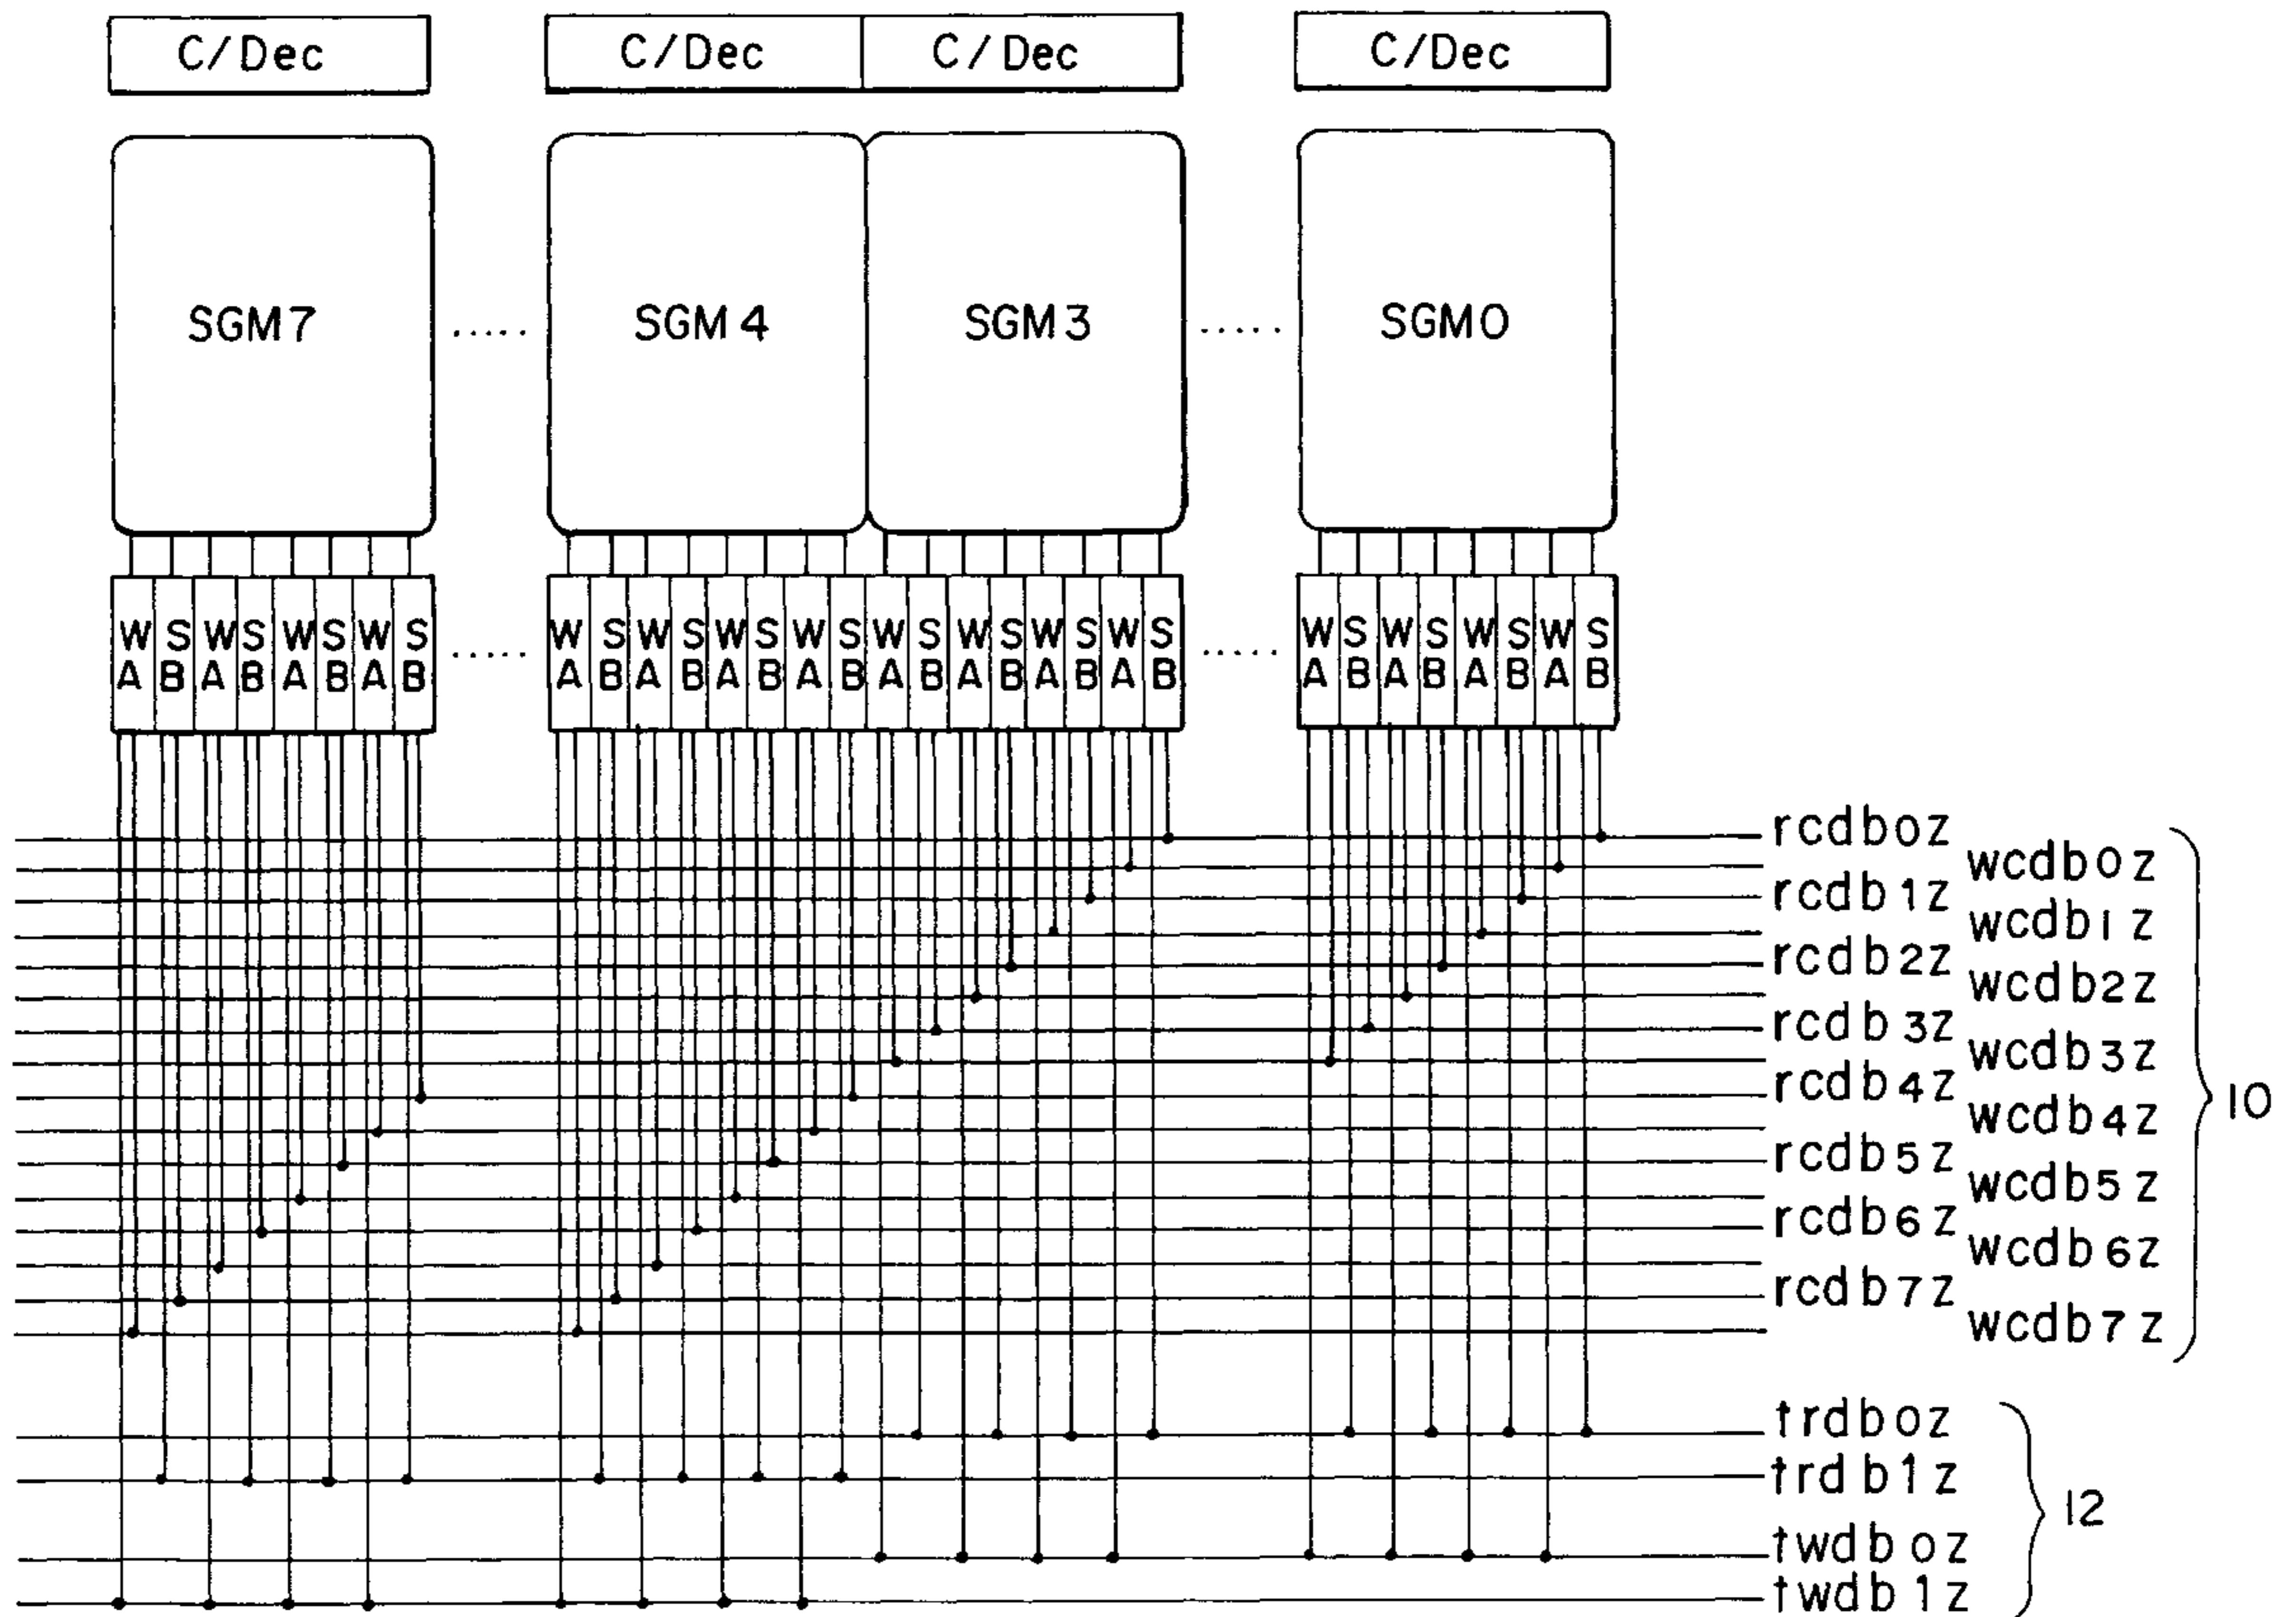 C/Dec C/Dec C/Dec C/Dec
SGM7 ..... SGM4 SGM3 ..... SGM0
W S W S W S W S ..... W S W S W S W S W S W S W S W S ..... W S W S W S W S
A B A B A B A B A B A B A B A B A B A B A B A B A B A B A B A B
rcdb0z
wcdb0z
rcdb1z
wcdb1z
rcdb2z
wcdb2z
rcdb3z
wcdb3z
rcdb4z
10
wcdb4z
rcdb5z
wcdb5z
rcdb6z
wcdb6z
rcdb7z
wcdb7z
trdb0z
trdb1z
12
twdb0z
twdb1z